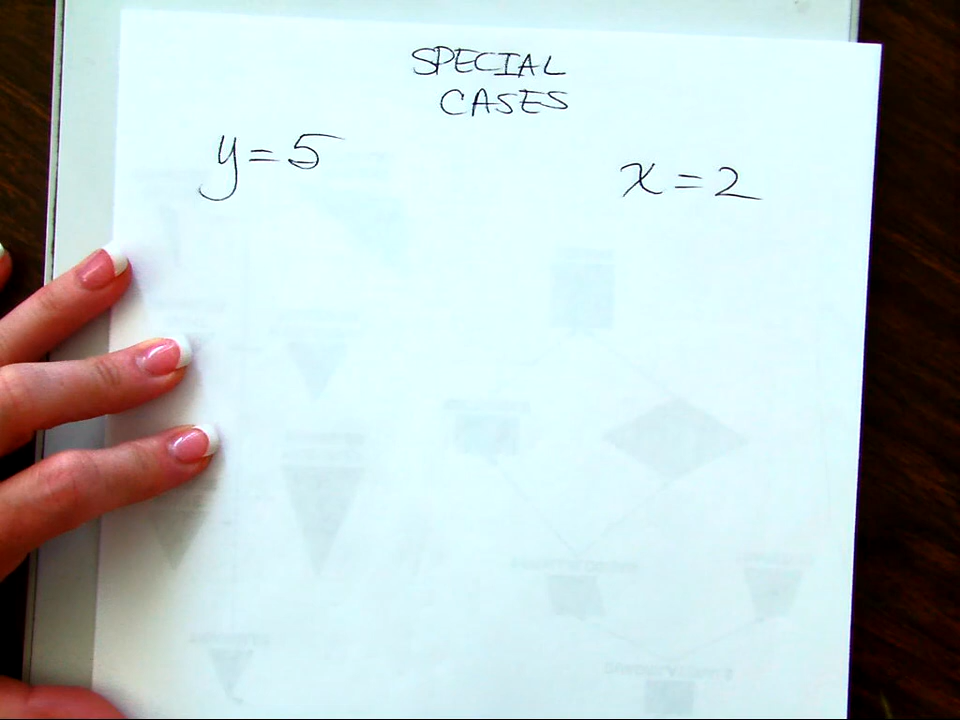 SPECIAL
CASES
y = 5
x = 2